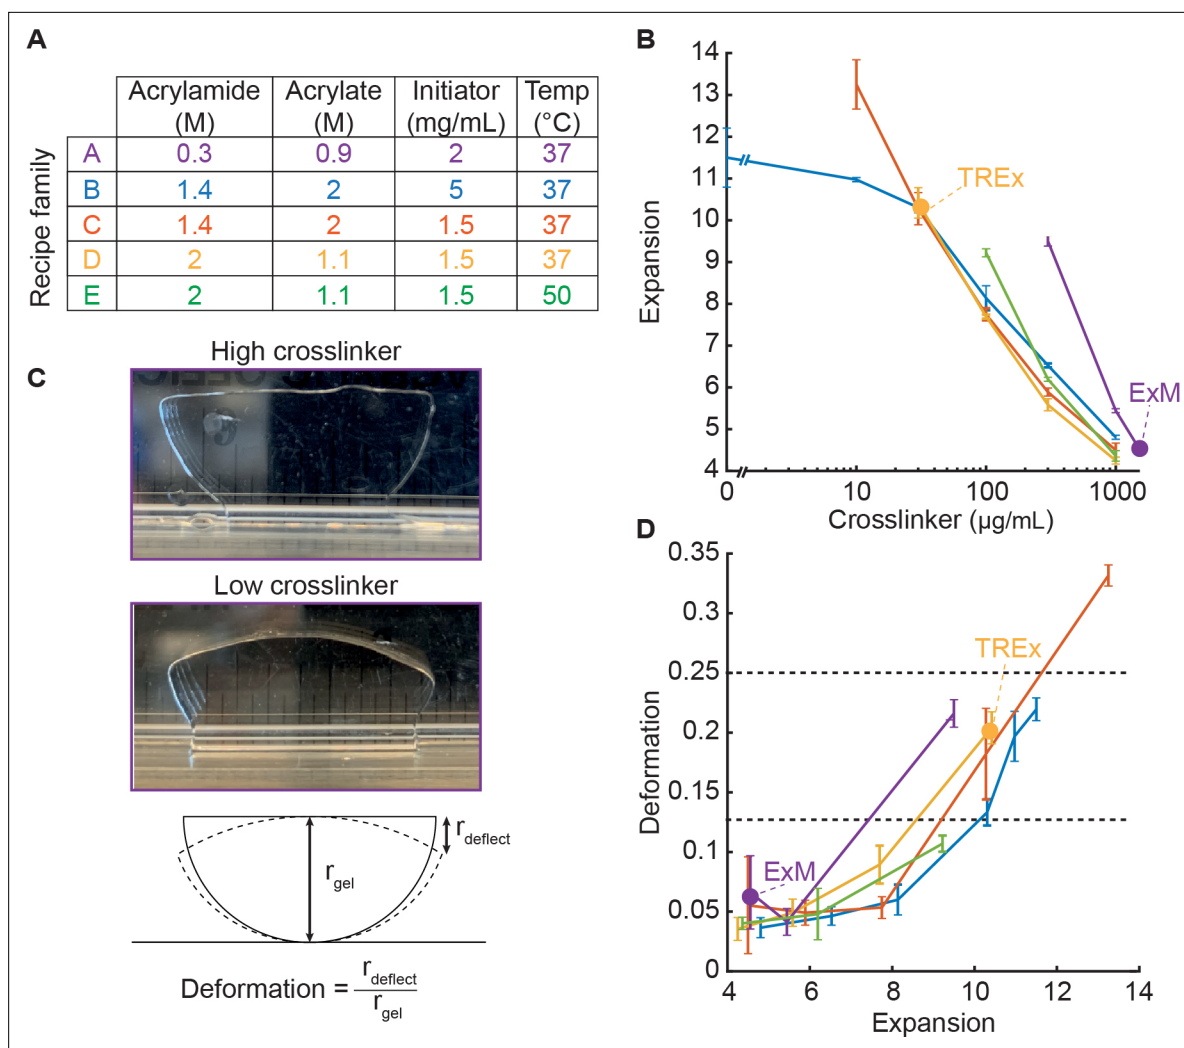 A
Recipe family
Acrylamide (M) Acrylate (M) Initiator (mg/mL) Temp (°C)
A 0.3 0.9 2 37
B 1.4 2 5 37
C 1.4 2 1.5 37
D 2 1.1 1.5 37
E 2 1.1 1.5 50
B
Expansion
14
13
12
11
10
9
8
7
6
5
4
TREx
ExM
0 10 100 1000
Crosslinker (µg/mL)
C
High crosslinker
Low crosslinker
r_deflect
r_gel
Deformation = r_deflect / r_gel
D
Deformation
0.35
0.3
0.25
0.2
0.15
0.1
0.05
0
TREx
ExM
4 6 8 10 12 14
Expansion